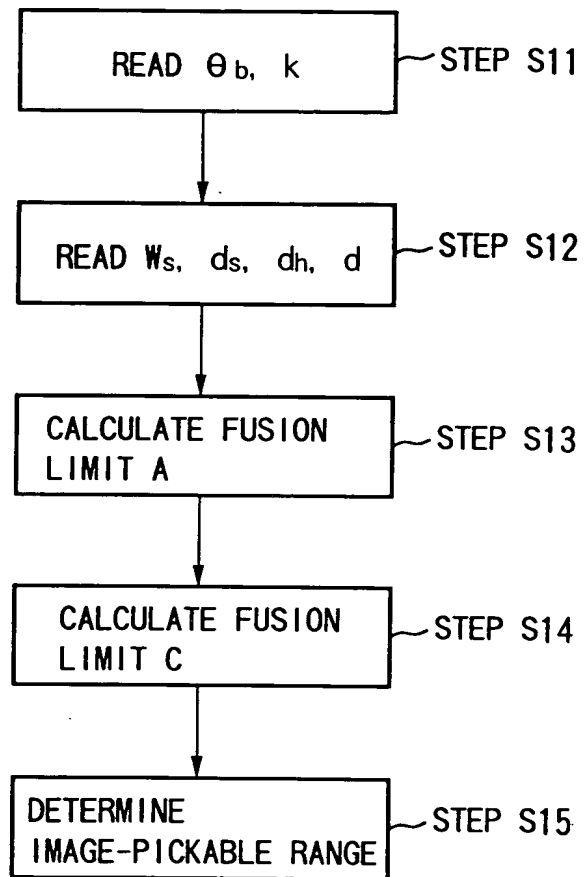 READ θb, k
STEP S11
READ Ws, ds, dh, d
STEP S12
CALCULATE FUSION
LIMIT A
STEP S13
CALCULATE FUSION
LIMIT C
STEP S14
DETERMINE
IMAGE-PICKABLE RANGE
STEP S15